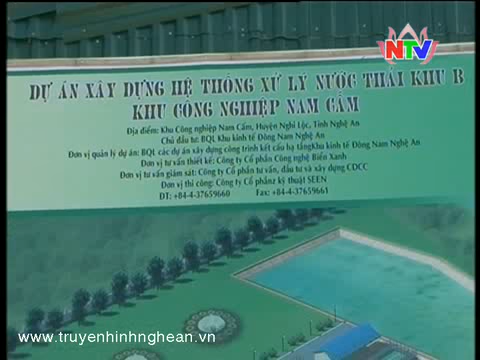 NTV
DỰ ÁN XÂY DỰNG HỆ THỐNG XỬ LÝ NƯỚC THẢI KHU B
KHU CÔNG NGHIỆP NAM CẤM
Địa điểm: Khu Công nghiệp Nam Cấm, Huyện Nghi Lộc, Tỉnh Nghệ An
Chủ đầu tư: BQL Khu kinh tế Đông Nam Nghệ An
Đơn vị quản lý dự án: BQL các dự án xây dựng công trình kết cấu hạ tầngKhu kinh tế Đông Nam Nghệ An
Đơn vị tư vấn thiết kế: Công ty Cổ phần Công nghệ Biển Xanh
Đơn vị tư vấn giám sát: Công ty Cổ phần tư vấn, đầu tư và xây dựng CDCC
Đơn vị thi công: Công ty Cổ phầnz kỹ thuật SEEN
ĐT: +84-4-37659660 Fax: +84-4-37659661
www.truyenhinhnghean.vn